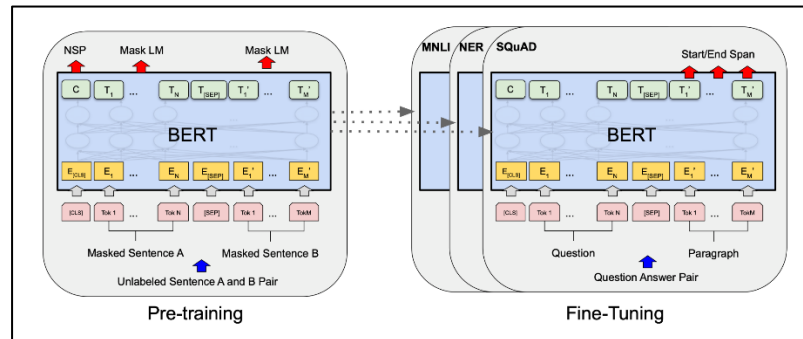 NSP Mask LM Mask LM
C T1 ... TN T[SEP] T1' ... TM'
BERT
E[CLS] E1 ... EN E[SEP] E1' ... EM'
[CLS] Tok 1 ... Tok N [SEP] Tok 1 ... TokM
Masked Sentence A Masked Sentence B
Unlabeled Sentence A and B Pair
Pre-training
MNLI NER SQuAD
Start/End Span
C T1 ... TN T[SEP] T1' ... TM'
BERT
E[CLS] E1 ... EN E[SEP] E1' ... EM'
[CLS] Tok 1 ... Tok N [SEP] Tok 1 ... TokM
Question Paragraph
Question Answer Pair
Fine-Tuning